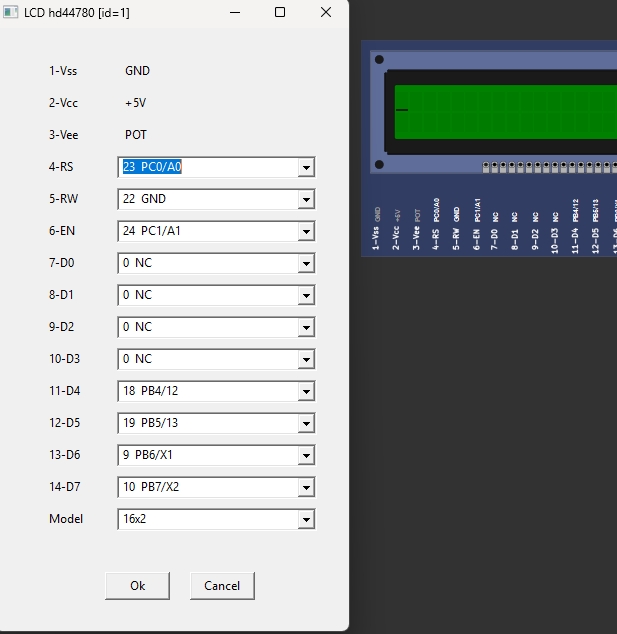 LCD hd44780 [id=1]
1-Vss GND
2-Vcc +5V
3-Vee POT
4-RS 23 PC0/A0
5-RW 22 GND
6-EN 24 PC1/A1
7-D0 0 NC
8-D1 0 NC
9-D2 0 NC
10-D3 0 NC
11-D4 18 PB4/12
12-D5 19 PB5/13
13-D6 9 PB6/X1
14-D7 10 PB7/X2
Model 16x2
Ok Cancel
1-Vss GND
2-Vcc +5V
3-Vee POT
4-RS PC0/A0
5-RW GND
6-EN PC1/A1
7-D0 NC
8-D1 NC
9-D2 NC
10-D3 NC
11-D4 PB4/12
12-D5 PB5/13